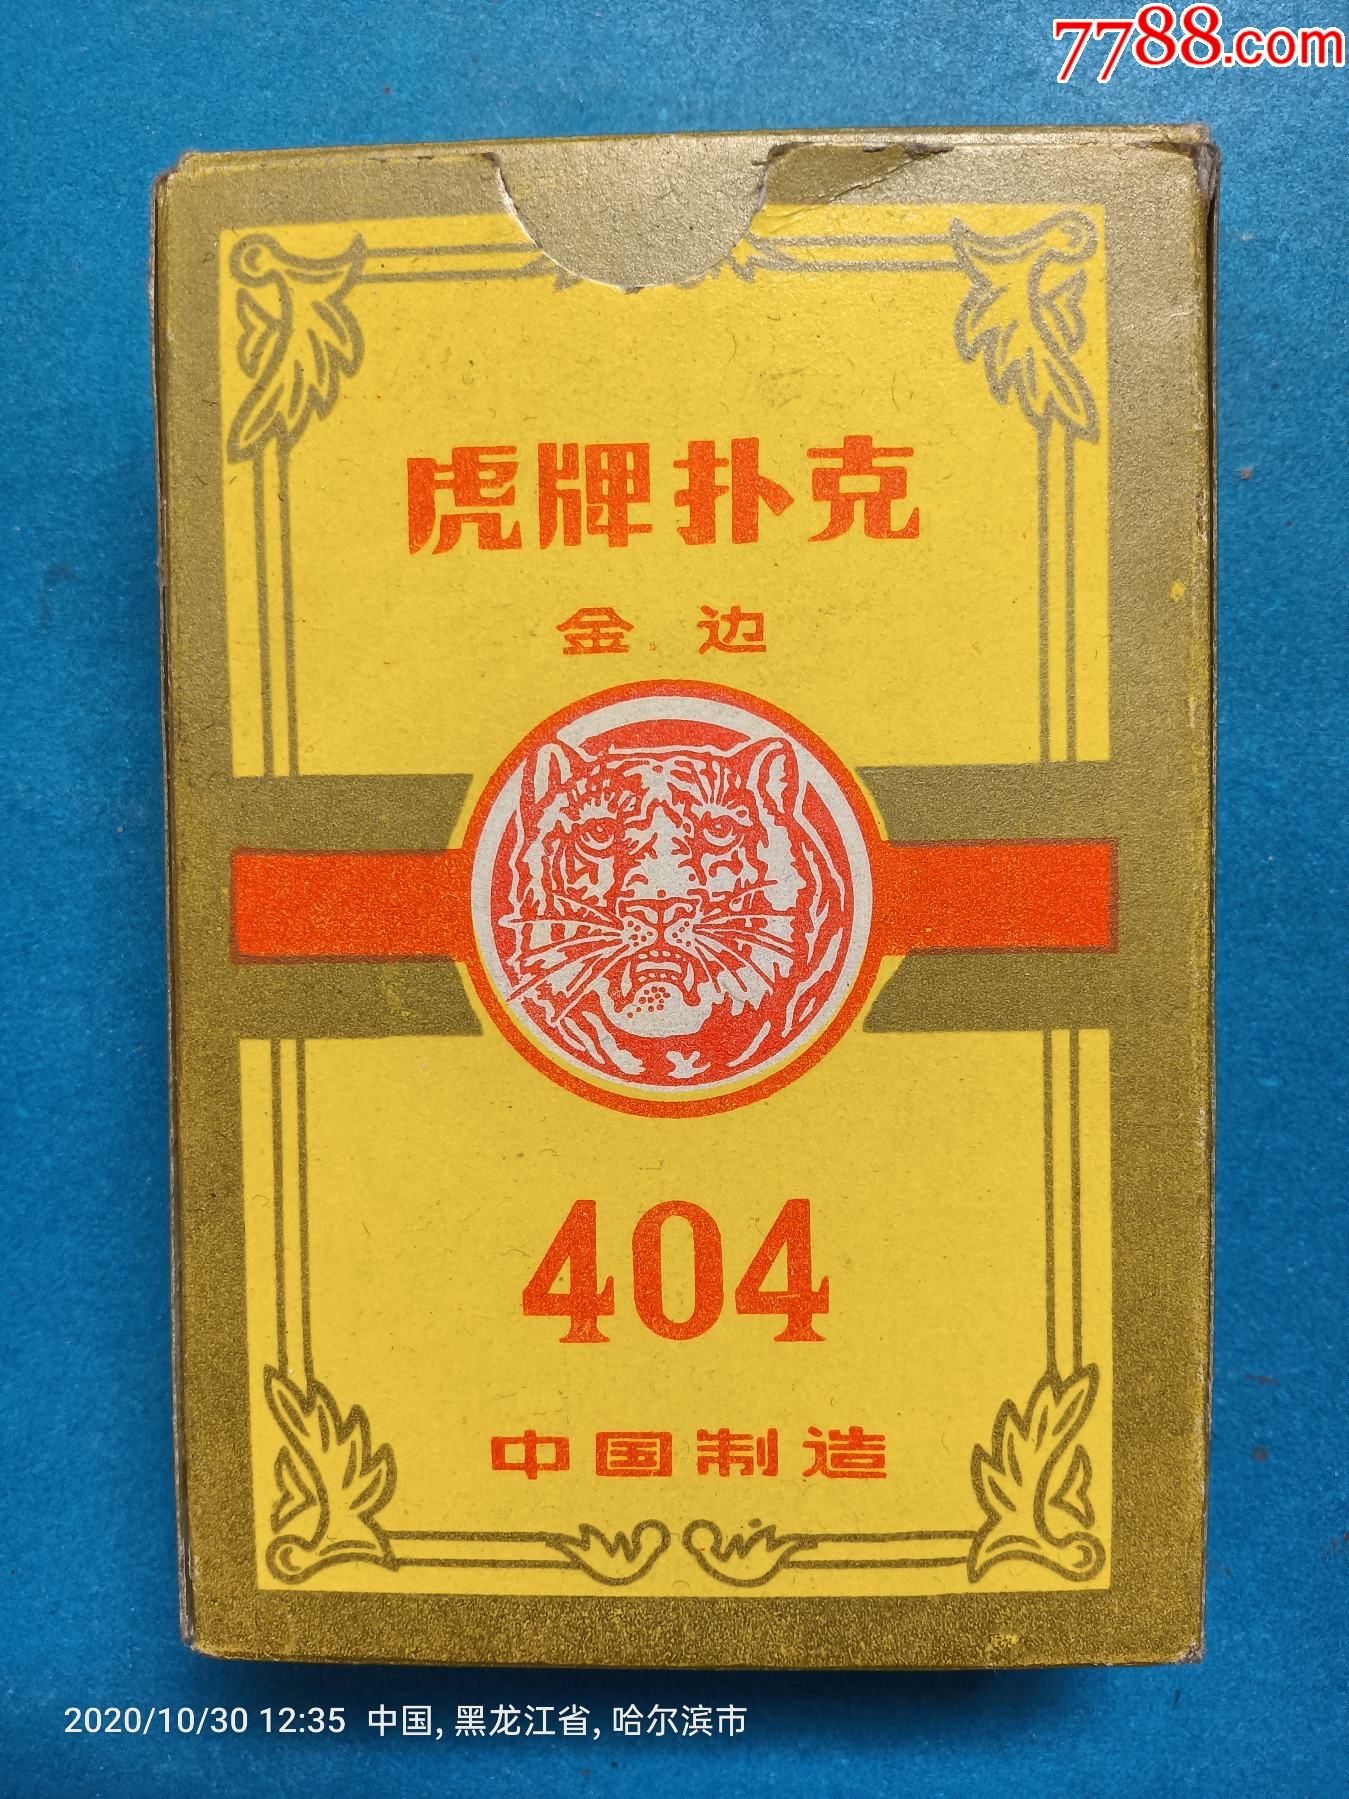 7788.com
虎牌扑克
金边
404
中国制造
2020/10/30 12:35 中国, 黑龙江省, 哈尔滨市